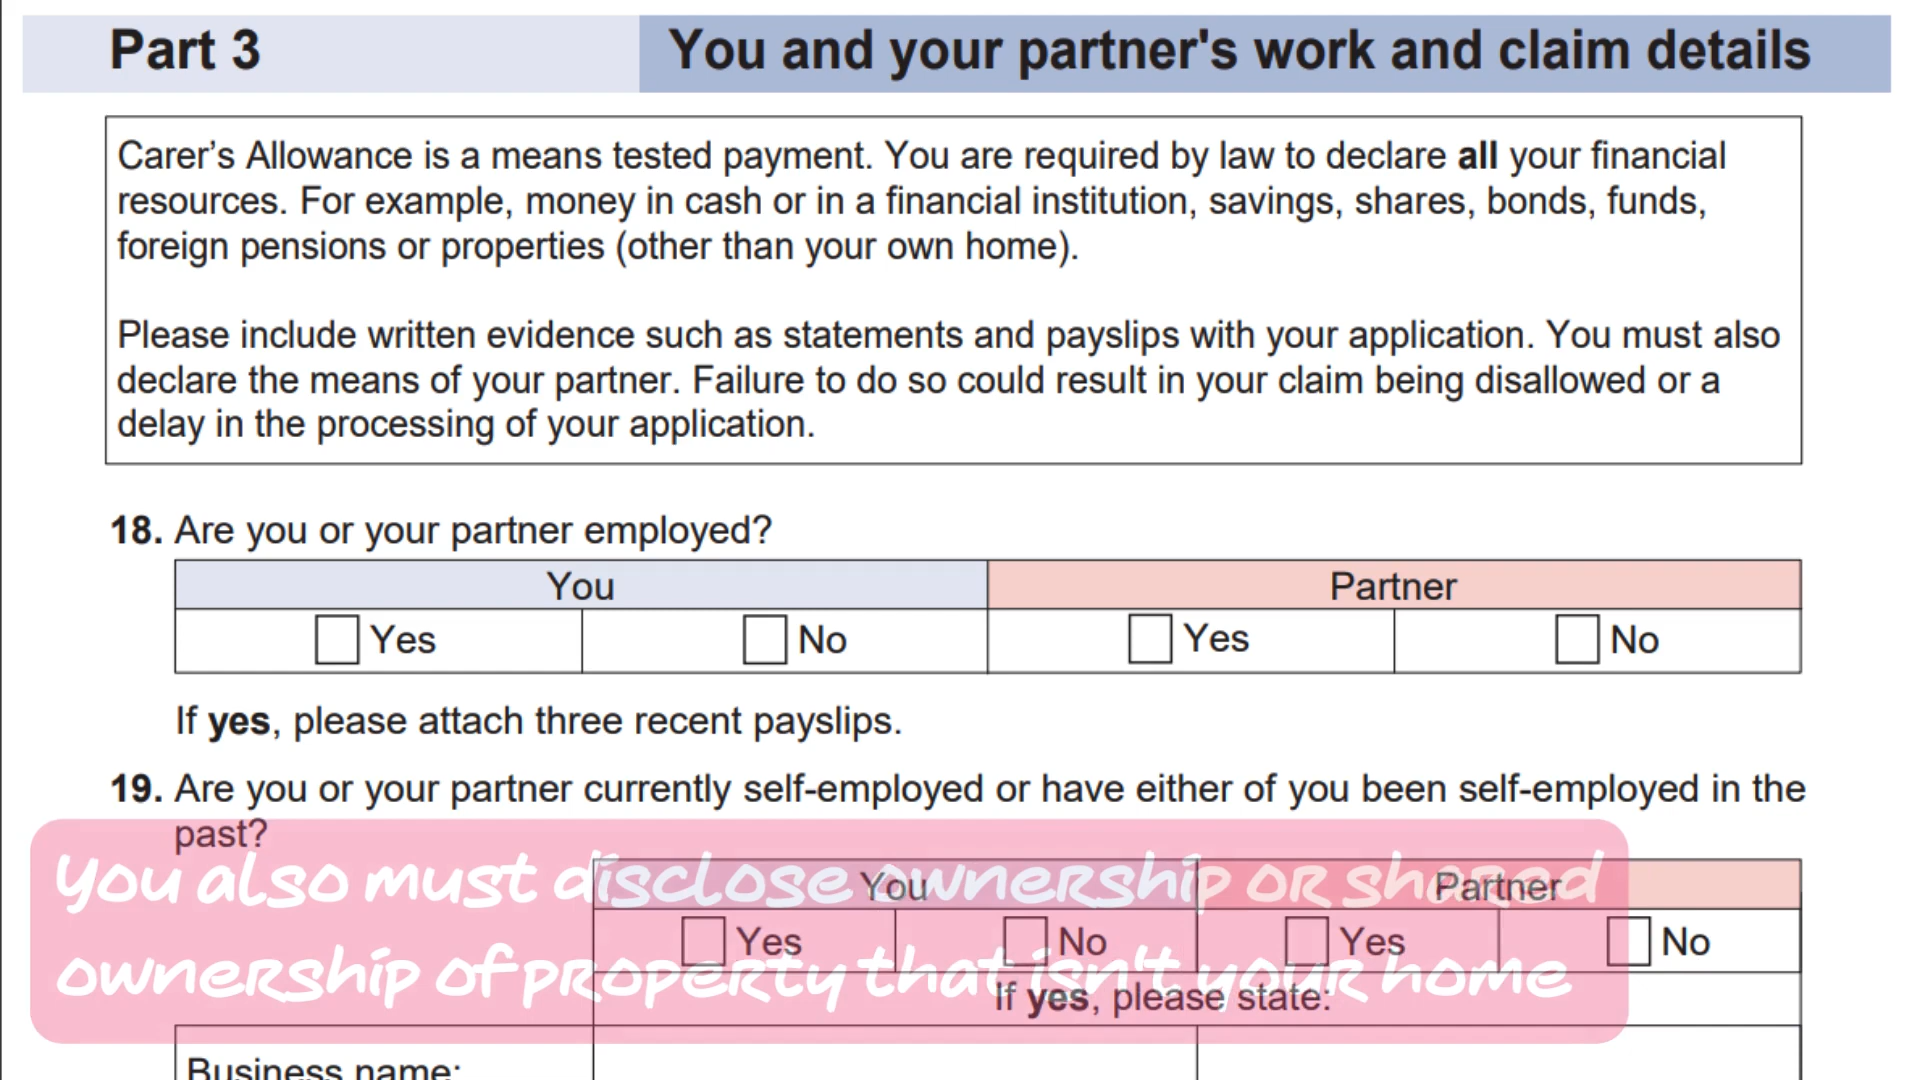 Part 3
You and your partner's work and claim details
Carer’s Allowance is a means tested payment. You are required by law to declare all your financial
resources. For example, money in cash or in a financial institution, savings, shares, bonds, funds,
foreign pensions or properties (other than your own home).
Please include written evidence such as statements and payslips with your application. You must also
declare the means of your partner. Failure to do so could result in your claim being disallowed or a
delay in the processing of your application.
18. Are you or your partner employed?
You Partner
Yes No Yes No
If yes, please attach three recent payslips.
19. Are you or your partner currently self-employed or have either of you been self-employed in the
past?
You Partner
Yes No Yes No
If yes, please state:
Business name:
You also must disclose ownership or shared
ownership of property that isn't your home